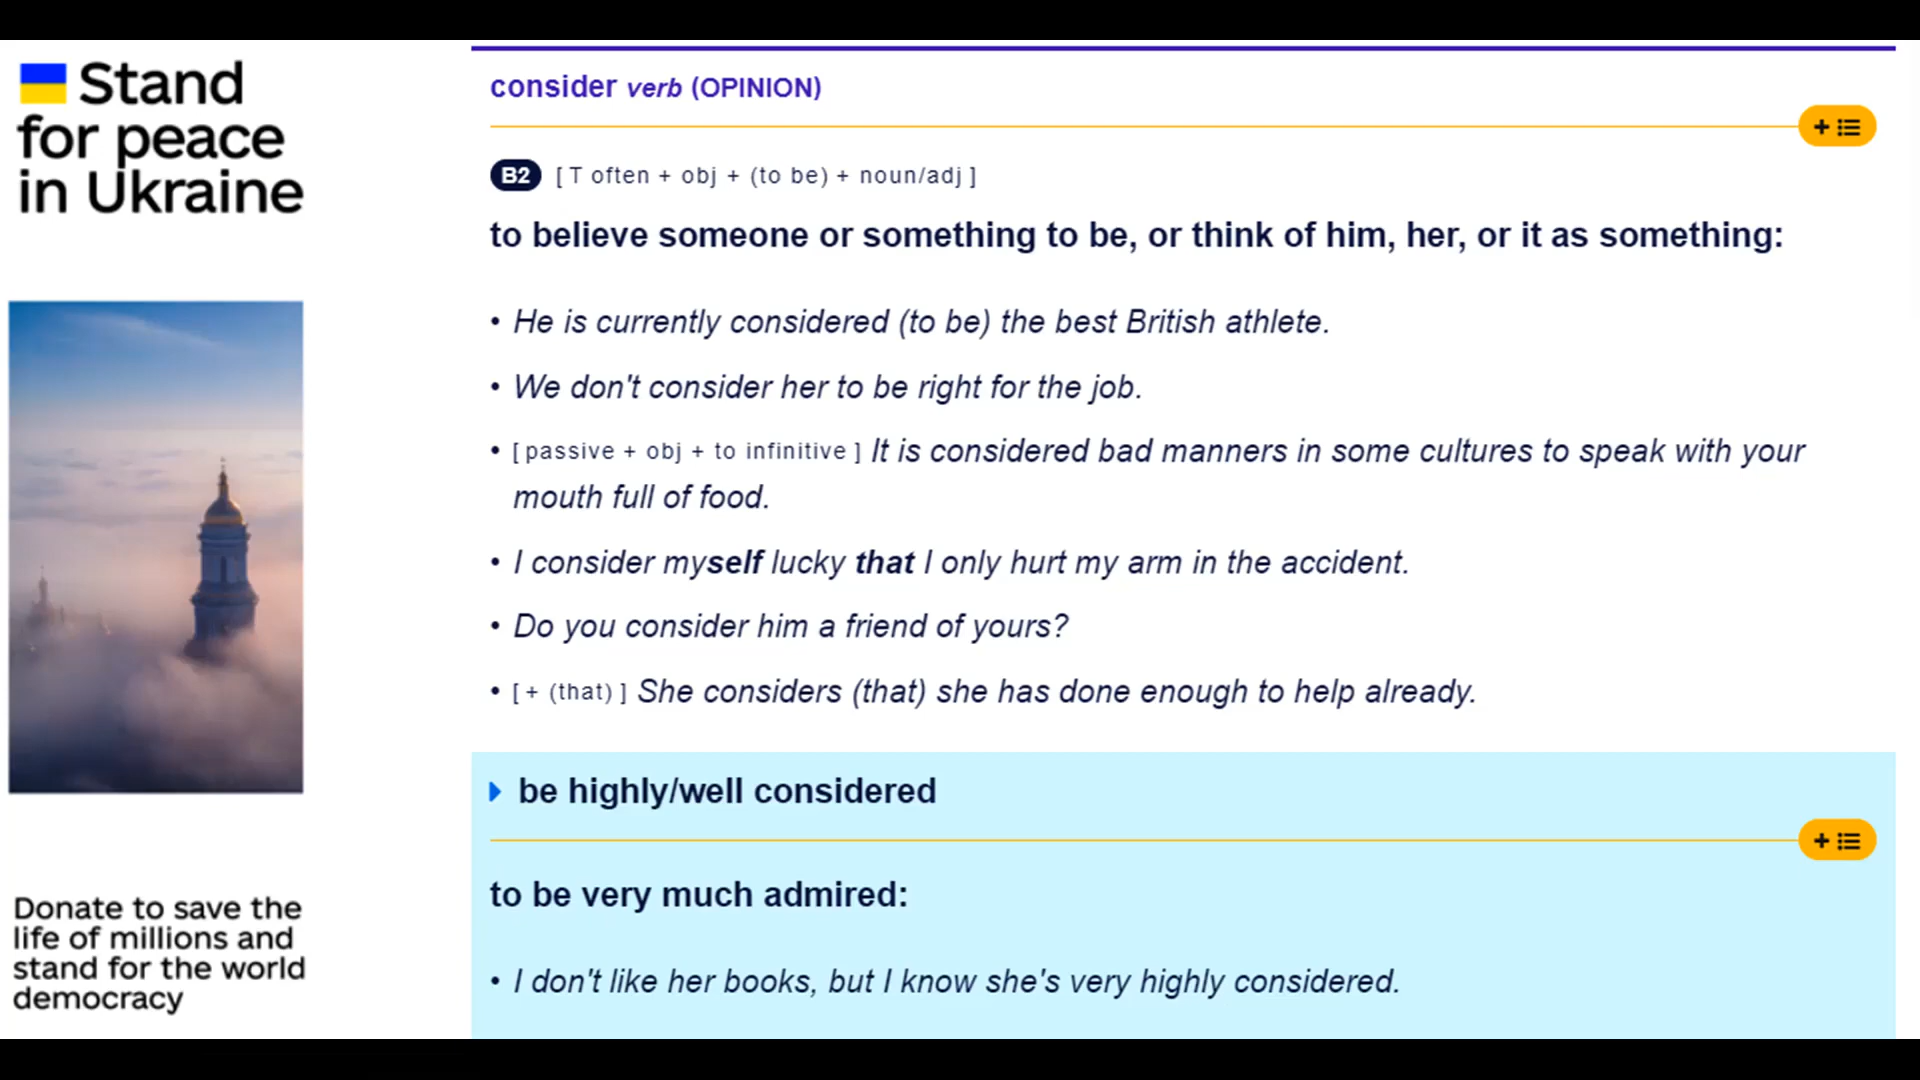 Stand
for peace
in Ukraine
Donate to save the
life of millions and
stand for the world
democracy
consider verb (OPINION)
B2 [ T often + obj + (to be) + noun/adj ]
to believe someone or something to be, or think of him, her, or it as something:
• He is currently considered (to be) the best British athlete.
• We don't consider her to be right for the job.
• [ passive + obj + to infinitive ] It is considered bad manners in some cultures to speak with your
mouth full of food.
• I consider myself lucky that I only hurt my arm in the accident.
• Do you consider him a friend of yours?
• [ + (that) ] She considers (that) she has done enough to help already.
be highly/well considered
to be very much admired:
• I don't like her books, but I know she's very highly considered.